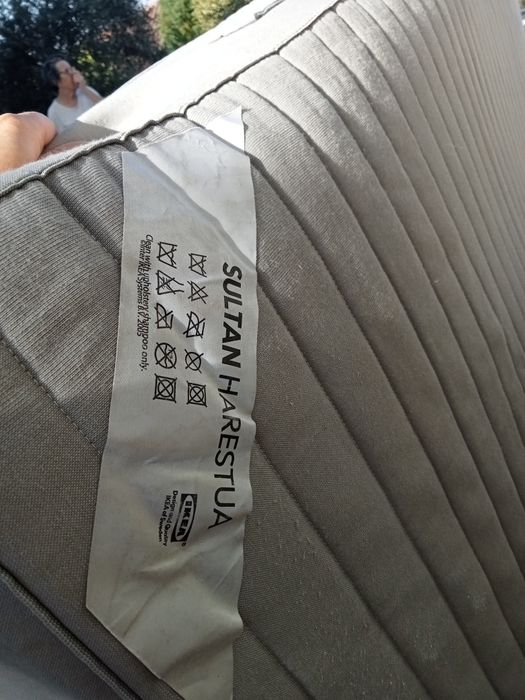 SULTAN HARESTUA
Clean with upholstery shampoo only.
©Inter IKEA Systems B.V. 2005
IKEA®
Design and Quality
IKEA of Sweden